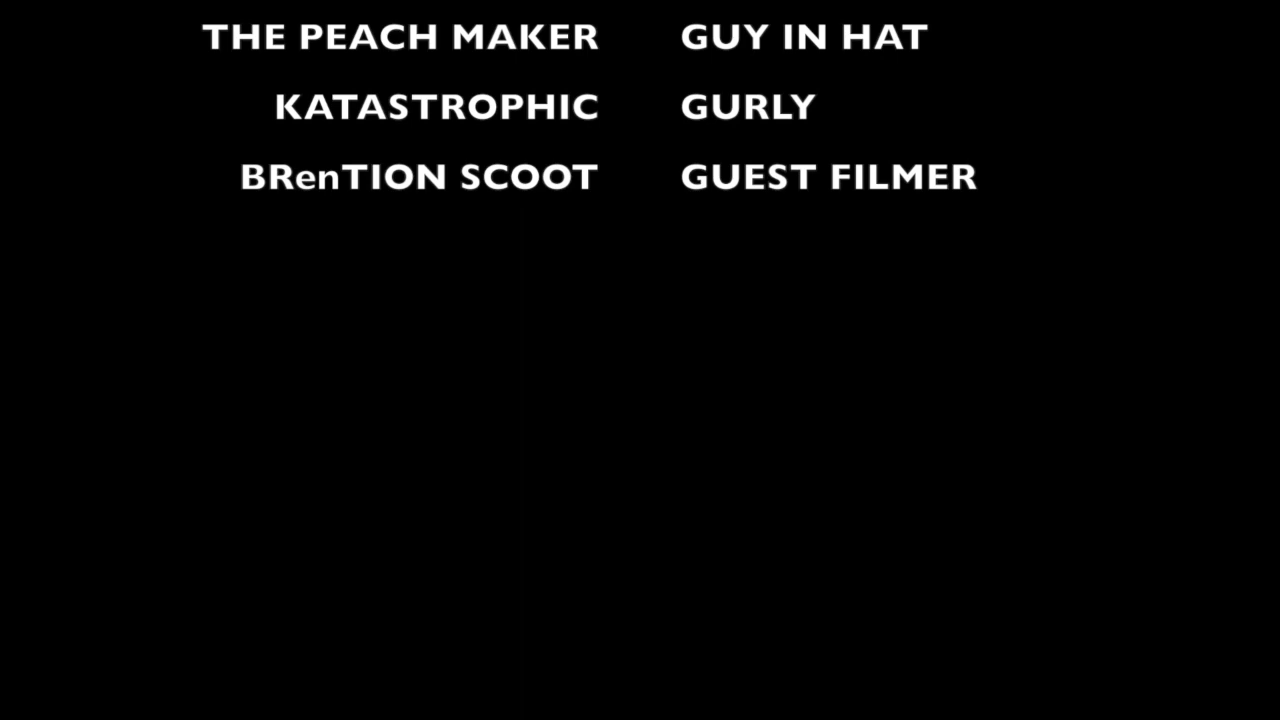 THE PEACH MAKER GUY IN HAT
KATASTROPHIC GURLY
BRenTION SCOOT GUEST FILMER